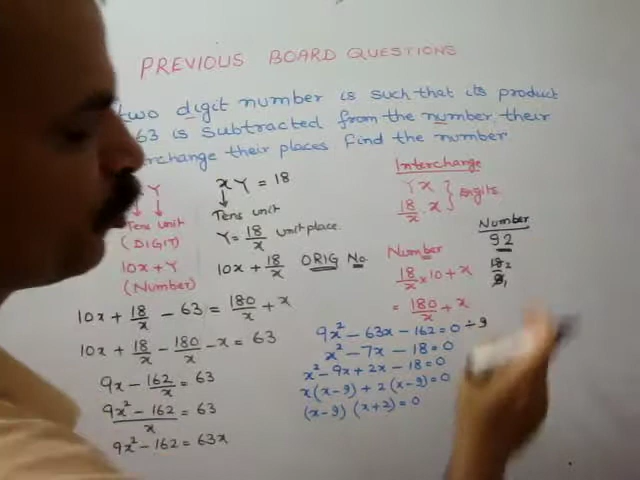 PREVIOUS BOARD QUESTIONS
two digit number is such that its product
63 is subtracted from the number, their
change their places Find the number
Y
Tens unit
(DIGIT)
10x+Y
(Number)
xY = 18
Tens unit
Y = 18/x unit place.
10x + 18/x ORIG No.
Interchange
Yx
18/x . x } Digits
Number
18/x × 10 + x
= 180/x + x
Number
92
10x + 18/x - 63 = 180/x + x
10x + 18/x - 180/x - x = 63
9x - 162/x = 63
9x² - 162/x = 63
9x² - 162 = 63x
9x² - 63x - 162 = 0 ÷ 9
x² - 7x - 18 = 0
x² - 9x + 2x - 18 = 0
x(x-9) + 2(x-9) = 0
(x-9) (x+2) = 0